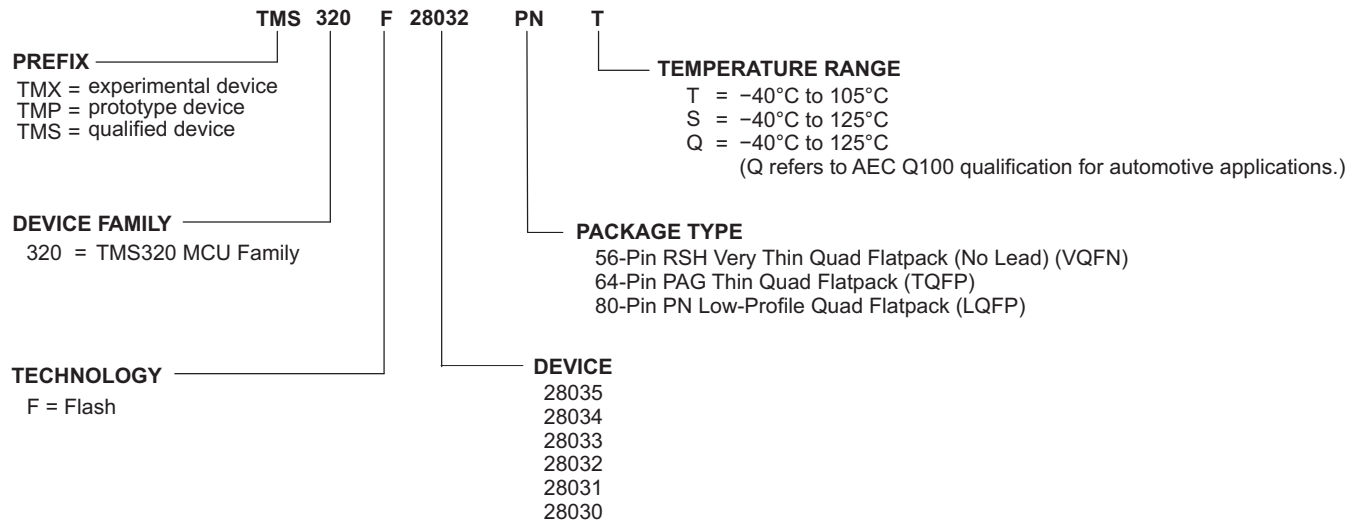 TMS 320 F 28032 PN T
PREFIX
TMX = experimental device
TMP = prototype device
TMS = qualified device
TEMPERATURE RANGE
T = −40°C to 105°C
S = −40°C to 125°C
Q = −40°C to 125°C
(Q refers to AEC Q100 qualification for automotive applications.)
DEVICE FAMILY
320 = TMS320 MCU Family
PACKAGE TYPE
56-Pin RSH Very Thin Quad Flatpack (No Lead) (VQFN)
64-Pin PAG Thin Quad Flatpack (TQFP)
80-Pin PN Low-Profile Quad Flatpack (LQFP)
TECHNOLOGY
F = Flash
DEVICE
28035
28034
28033
28032
28031
28030